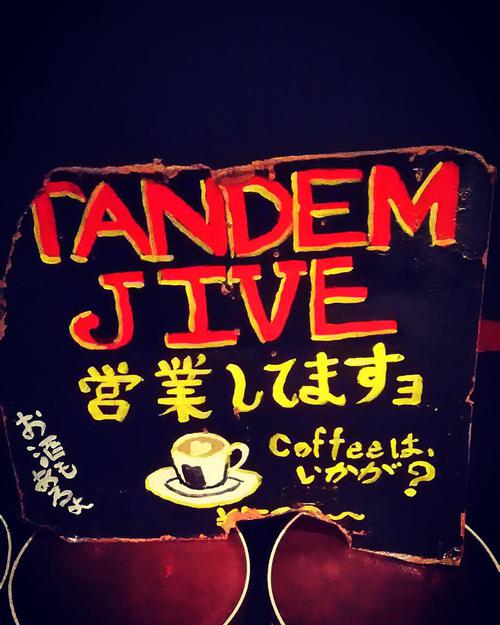 TANDEM
JIVE
営業してますョ
Coffeeは、
いかが?
お酒も
あるよ